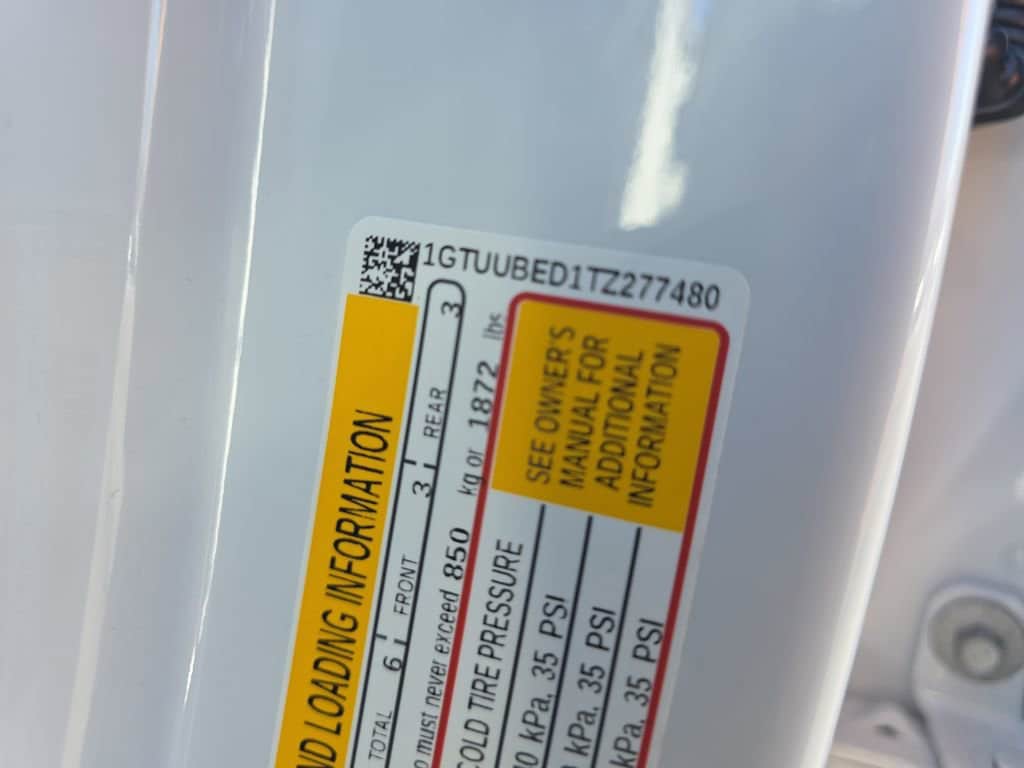 1GTUUBED1TZ277480
ND LOADING INFORMATION
TOTAL 6 FRONT 3 REAR 3
must never exceed 850 kg or 1872 lbs
COLD TIRE PRESSURE
kPa, 35 PSI
kPa, 35 PSI
kPa, 35 PSI
SEE OWNER'S
MANUAL FOR
ADDITIONAL
INFORMATION